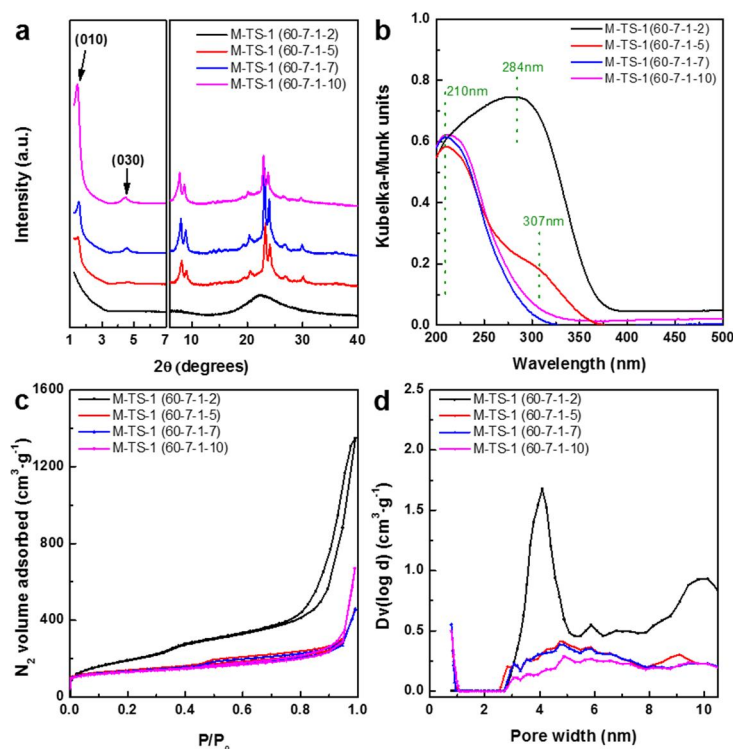 a
(010)
(030)
M-TS-1 (60-7-1-2)
M-TS-1 (60-7-1-5)
M-TS-1 (60-7-1-7)
M-TS-1 (60-7-1-10)
Intensity (a.u.)
1 3 5 7 10 20 30 40
2θ (degrees)
b
M-TS-1(60-7-1-2)
M-TS-1(60-7-1-5)
M-TS-1(60-7-1-7)
M-TS-1(60-7-1-10)
210nm
284nm
307nm
Kubelka-Munk units
1.0
0.8
0.6
0.4
0.2
0.0
200 250 300 350 400 450 500
Wavelength (nm)
c
M-TS-1 (60-7-1-2)
M-TS-1 (60-7-1-5)
M-TS-1 (60-7-1-7)
M-TS-1 (60-7-1-10)
N₂ volume adsorbed (cm³·g⁻¹)
1600
1200
800
400
0
0.0 0.2 0.4 0.6 0.8 1.0
P/P₀
d
M-TS-1 (60-7-1-2)
M-TS-1 (60-7-1-5)
M-TS-1 (60-7-1-7)
M-TS-1 (60-7-1-10)
Dv(log d) (cm³·g⁻¹)
2.5
2.0
1.5
1.0
0.5
0.0
0 2 4 6 8 10
Pore width (nm)